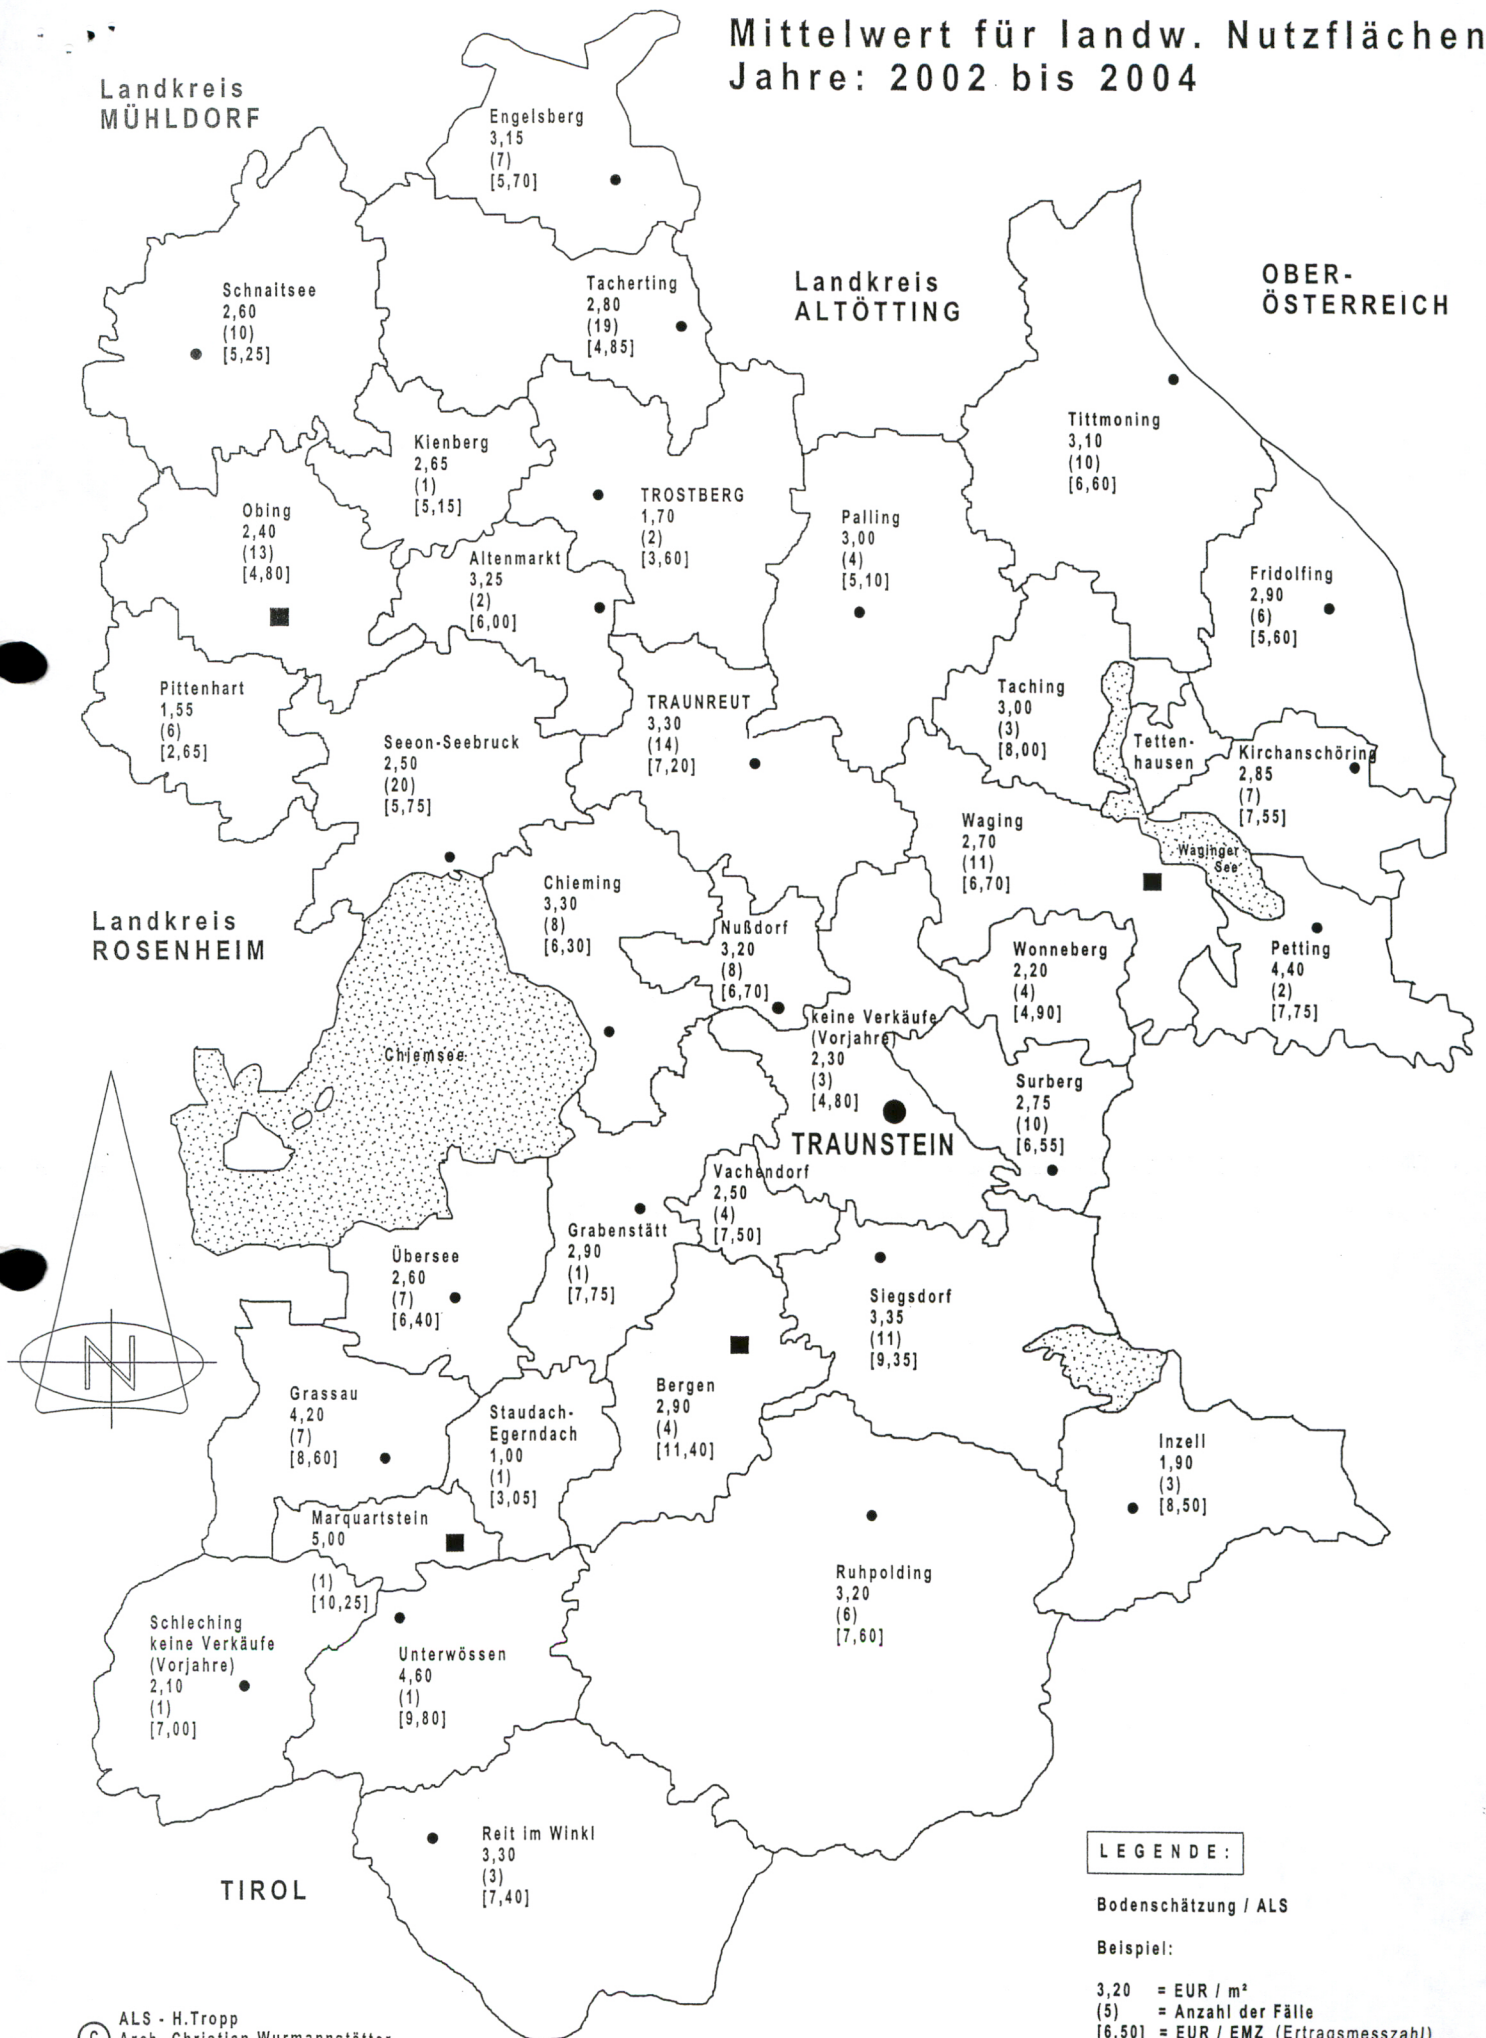 Mittelwert für landw. Nutzflächen
Jahre: 2002 bis 2004
Landkreis
MÜHLDORF
Engelsberg
3,15
(7)
[5,70]
Schnaitsee
2,60
(10)
[5,25]
Tacherting
2,80
(19)
[4,85]
Landkreis
ALTÖTTING
OBER-
ÖSTERREICH
Tittmoning
3,10
(10)
[6,60]
Kienberg
2,65
(1)
[5,15]
TROSTBERG
1,70
(2)
[3,60]
Obing
2,40
(13)
[4,80]
Palling
3,00
(4)
[5,10]
Altenmarkt
3,25
(2)
[6,00]
Fridolfing
2,90
(6)
[5,60]
Pittenhart
1,55
(6)
[2,65]
Seeon-Seebruck
2,50
(20)
[5,75]
TRAUNREUT
3,30
(14)
[7,20]
Taching
3,00
(3)
[8,00]
Tetten-
hausen
Kirchanschöring
2,85
(7)
[7,55]
Waging
2,70
(11)
[6,70]
Waginger
See
Landkreis
ROSENHEIM
Chieming
3,30
(8)
[6,30]
Nußdorf
3,20
(8)
[6,70]
Wonneberg
2,20
(4)
[4,90]
Petting
4,40
(2)
[7,75]
keine Verkäufe
(Vorjahre)
2,30
(3)
[4,80]
TRAUNSTEIN
Chiemsee
Surberg
2,75
(10)
[6,55]
Vachendorf
2,50
(4)
[7,50]
Grabenstätt
2,90
(1)
[7,75]
Übersee
2,60
(7)
[6,40]
Siegsdorf
3,35
(11)
[9,35]
N
Grassau
4,20
(7)
[8,60]
Staudach-
Egerndach
1,00
(1)
[3,05]
Bergen
2,90
(4)
[11,40]
Inzell
1,90
(3)
[8,50]
Marquartstein
5,00
(1)
[10,25]
Ruhpolding
3,20
(6)
[7,60]
Schleching
keine Verkäufe
(Vorjahre)
2,10
(1)
[7,00]
Unterwössen
4,60
(1)
[9,80]
Reit im Winkl
3,30
(3)
[7,40]
TIROL
LEGENDE:
Bodenschätzung / ALS
Beispiel:
3,20 = EUR / m²
(5) = Anzahl der Fälle
[6,50] = EUR / EMZ (Ertragsmesszahl)
ALS - H.Tropp
C Arch. Christian Wurmannstätter